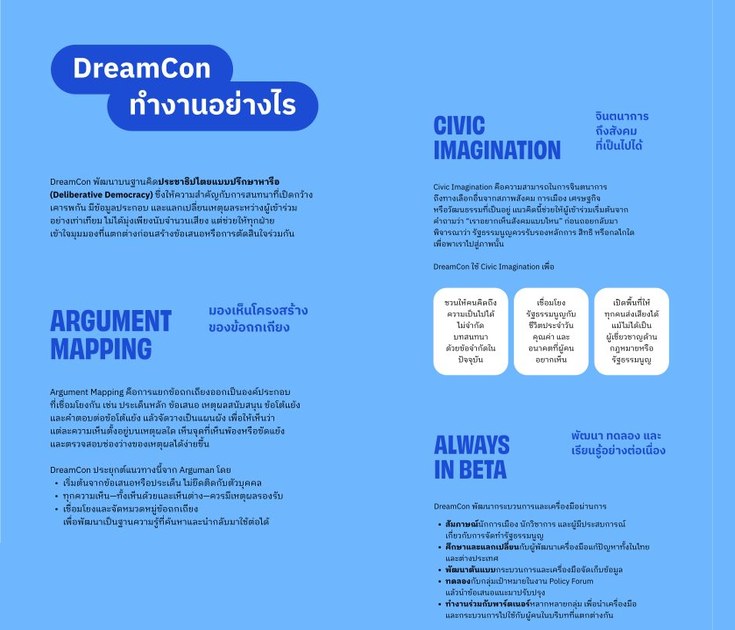 DreamCon
ทำงานอย่างไร
DreamCon พัฒนาบนฐานคิดประชาธิปไตยแบบปรึกษาหารือ
(Deliberative Democracy) ซึ่งให้ความสำคัญกับการสนทนาที่เปิดกว้าง
เคารพกัน มีข้อมูลประกอบ และแลกเปลี่ยนเหตุผลระหว่างผู้เข้าร่วม
อย่างเท่าเทียม ไม่ได้มุ่งเพียงนับจำนวนเสียง แต่ช่วยให้ทุกฝ่าย
เข้าใจมุมมองที่แตกต่างก่อนสร้างข้อเสนอหรือการตัดสินใจร่วมกัน
ARGUMENT
MAPPING
มองเห็นโครงสร้าง
ของข้อถกเถียง
Argument Mapping คือการแยกข้อถกเถียงออกเป็นองค์ประกอบ
ที่เชื่อมโยงกัน เช่น ประเด็นหลัก ข้อเสนอ เหตุผลสนับสนุน ข้อโต้แย้ง
และคำตอบต่อข้อโต้แย้ง แล้วจัดวางเป็นแผนผัง เพื่อให้เห็นว่า
แต่ละความเห็นตั้งอยู่บนเหตุผลใด เห็นจุดที่เห็นพ้องหรือขัดแย้ง
และตรวจสอบช่องว่างของเหตุผลได้ง่ายขึ้น
DreamCon ประยุกต์แนวทางนี้จาก Arguman โดย
• เริ่มต้นจากข้อเสนอหรือประเด็น ไม่ยึดติดกับตัวบุคคล
• ทุกความเห็น—ทั้งเห็นด้วยและเห็นต่าง—ควรมีเหตุผลรองรับ
• เชื่อมโยงและจัดหมวดหมู่ข้อถกเถียง
เพื่อพัฒนาเป็นฐานความรู้ที่ค้นหาและนำกลับมาใช้ต่อได้
CIVIC
IMAGINATION
จินตนาการ
ถึงสังคม
ที่เป็นไปได้
Civic Imagination คือความสามารถในการจินตนาการ
ถึงทางเลือกอื่นจากสภาพสังคม การเมือง เศรษฐกิจ
หรือวัฒนธรรมที่เป็นอยู่ แนวคิดนี้ช่วยให้ผู้เข้าร่วมเริ่มต้นจาก
คำถามว่า “เราอยากเห็นสังคมแบบไหน” ก่อนถอยกลับมา
พิจารณาว่า รัฐธรรมนูญควรรับรองหลักการ สิทธิ หรือกลไกใด
เพื่อพาเราไปสู่ภาพนั้น
DreamCon ใช้ Civic Imagination เพื่อ
ชวนให้คนคิดถึง
ความเป็นไปได้
ไม่จำกัด
บทสนทนา
ด้วยข้อจำกัดใน
ปัจจุบัน
เชื่อมโยง
รัฐธรรมนูญกับ
ชีวิตประจำวัน
คุณค่า และ
อนาคตที่ผู้คน
อยากเห็น
เปิดพื้นที่ให้
ทุกคนส่งเสียงได้
แม้ไม่ได้เป็น
ผู้เชี่ยวชาญด้าน
กฎหมายหรือ
รัฐธรรมนูญ
ALWAYS
IN BETA
พัฒนา ทดลอง และ
เรียนรู้อย่างต่อเนื่อง
DreamCon พัฒนากระบวนการและเครื่องมือผ่านการ
• สัมภาษณ์นักการเมือง นักวิชาการ และผู้มีประสบการณ์
เกี่ยวกับการจัดทำรัฐธรรมนูญ
• ศึกษาและแลกเปลี่ยนกับผู้พัฒนาเครื่องมือแก้ปัญหาทั้งในไทย
และต่างประเทศ
• พัฒนาต้นแบบกระบวนการและเครื่องมือจัดเก็บข้อมูล
• ทดลองกับกลุ่มเป้าหมายในงาน Policy Forum
แล้วนำข้อเสนอแนะมาปรับปรุง
• ทำงานร่วมกับพาร์ตเนอร์หลากหลายกลุ่ม เพื่อนำเครื่องมือ
และกระบวนการไปใช้กับผู้คนในบริบทที่แตกต่างกัน